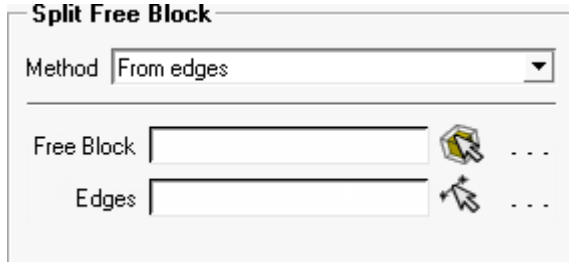 Split Free Block
Method From edges
Free Block ...
Edges ...